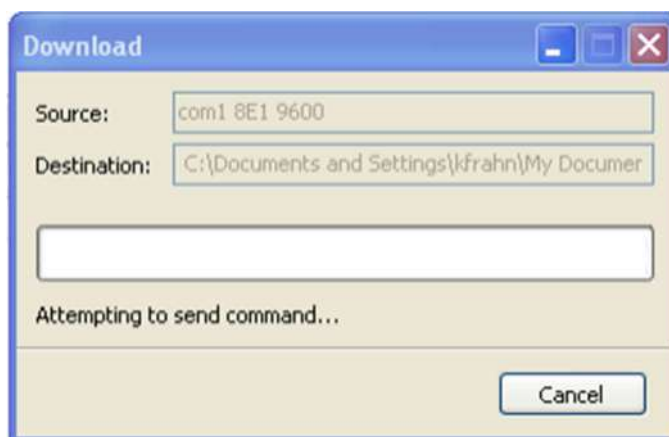 Download
Source: com1 8E1 9600
Destination: C:\Documents and Settings\kfrahn\My Documer
Attempting to send command...
Cancel